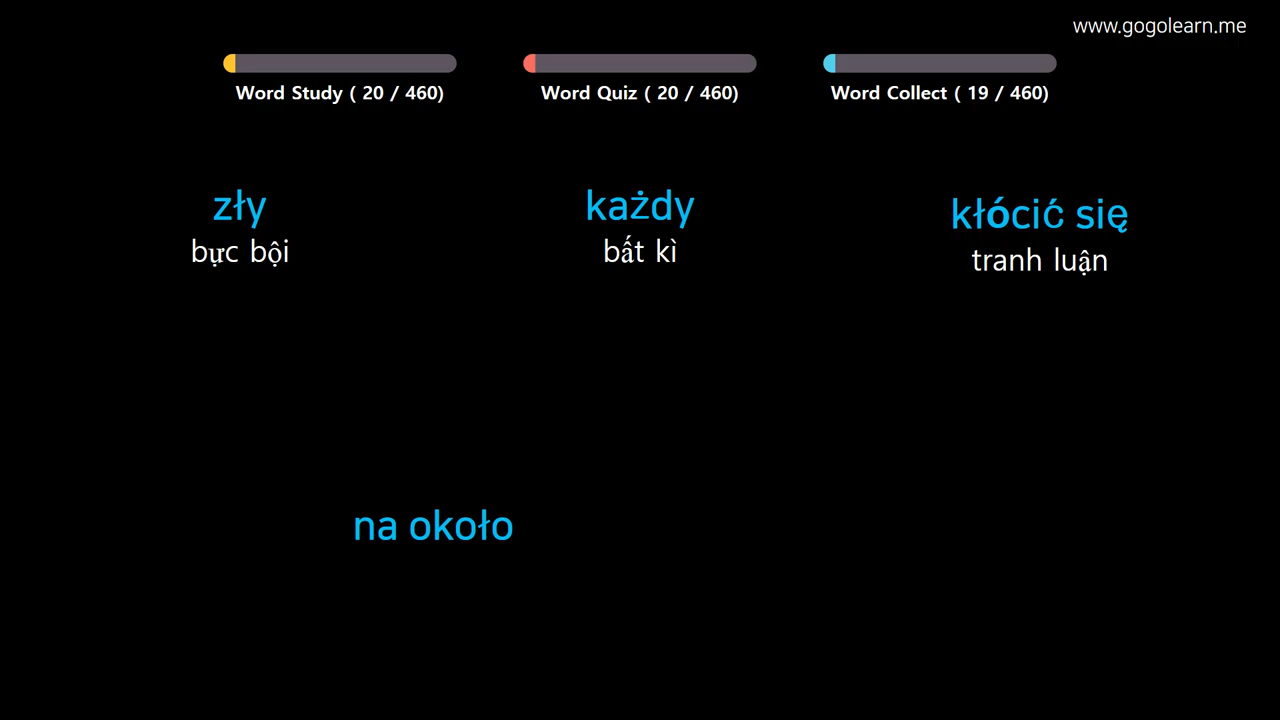 www.gogolearn.me
Word Study ( 20 / 460)
Word Quiz ( 20 / 460)
Word Collect ( 19 / 460)
zły
bực bội
każdy
bất kì
kłócić się
tranh luận
na około